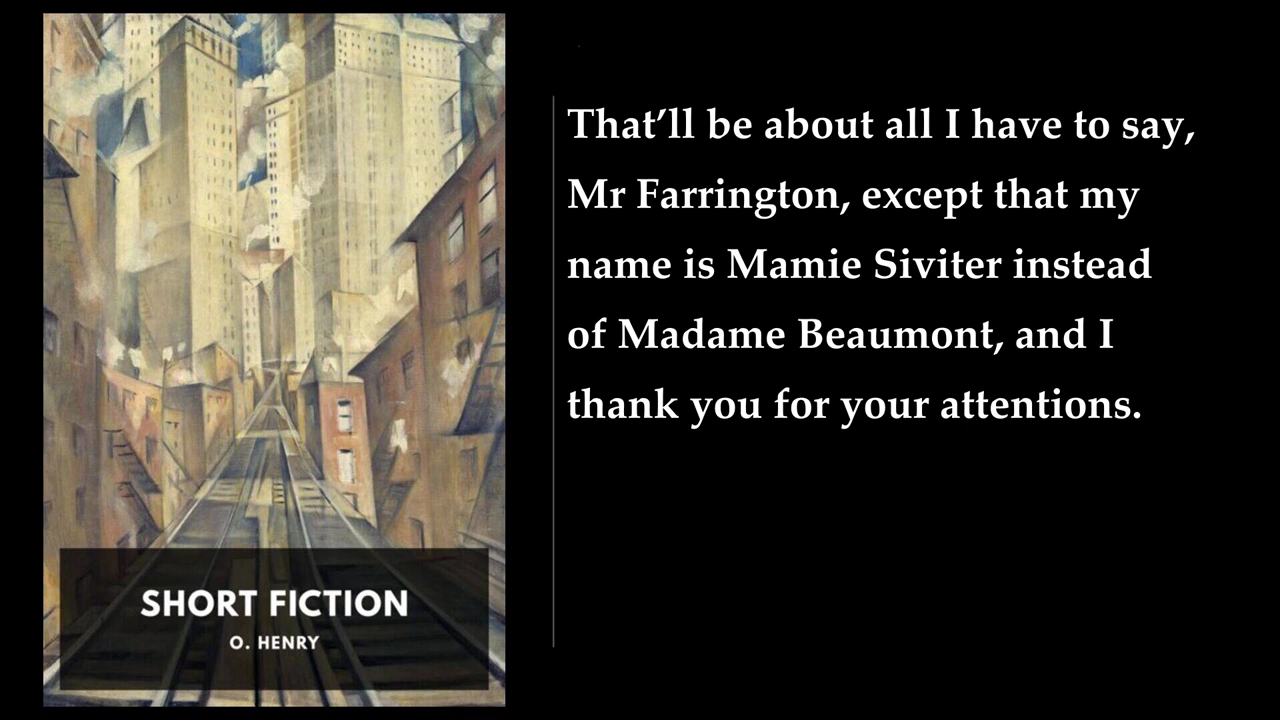 SHORT FICTION
O. HENRY
That’ll be about all I have to say,
Mr Farrington, except that my
name is Mamie Siviter instead
of Madame Beaumont, and I
thank you for your attentions.